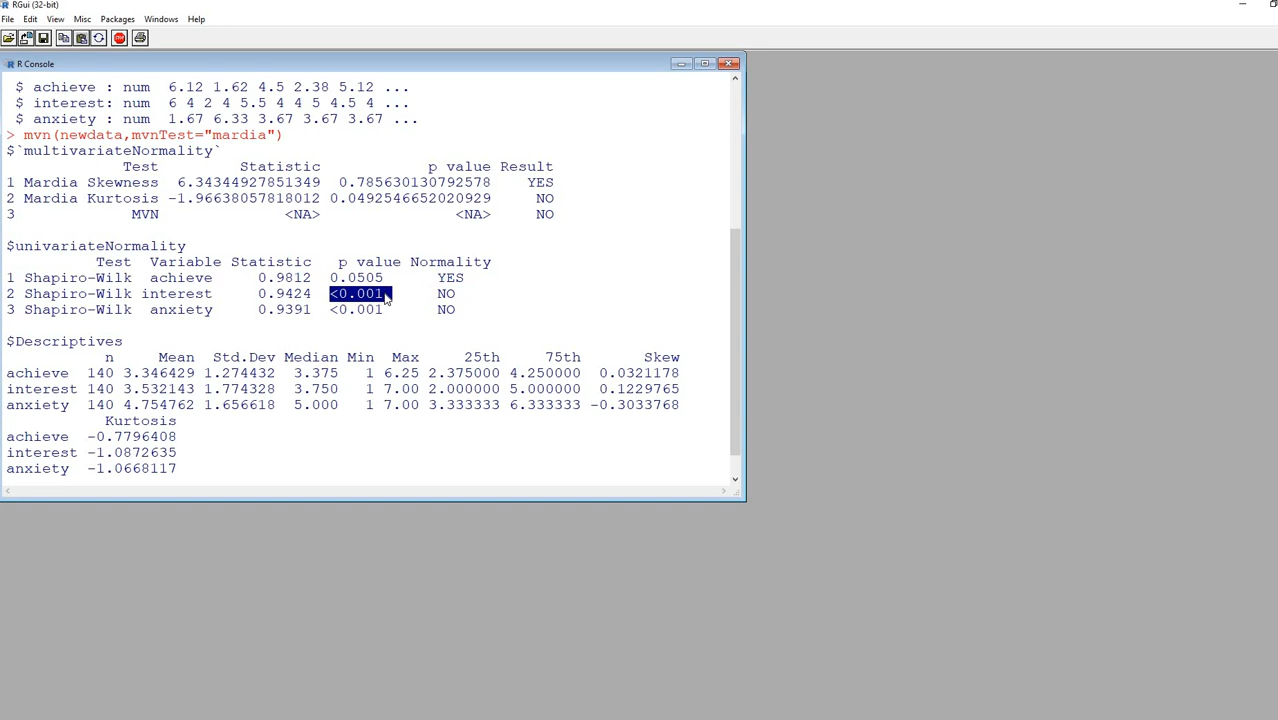 RGui (32-bit)
File Edit View Misc Packages Windows Help
STOP
R Console
$ achieve : num 6.12 1.62 4.5 2.38 5.12 ...
$ interest: num 6 4 2 4 5.5 4 4 5 4.5 4 ...
$ anxiety : num 1.67 6.33 3.67 3.67 3.67 ...
> mvn(newdata,mvnTest="mardia")
$`multivariateNormality`
Test Statistic p value Result
1 Mardia Skewness 6.34344927851349 0.785630130792578 YES
2 Mardia Kurtosis -1.96638057818012 0.0492546652020929 NO
3 MVN <NA> <NA> NO
$univariateNormality
Test Variable Statistic p value Normality
1 Shapiro-Wilk achieve 0.9812 0.0505 YES
2 Shapiro-Wilk interest 0.9424 <0.001 NO
3 Shapiro-Wilk anxiety 0.9391 <0.001 NO
$Descriptives
n Mean Std.Dev Median Min Max 25th 75th Skew
achieve 140 3.346429 1.274432 3.375 1 6.25 2.375000 4.250000 0.0321178
interest 140 3.532143 1.774328 3.750 1 7.00 2.000000 5.000000 0.1229765
anxiety 140 4.754762 1.656618 5.000 1 7.00 3.333333 6.333333 -0.3033768
Kurtosis
achieve -0.7796408
interest -1.0872635
anxiety -1.0668117